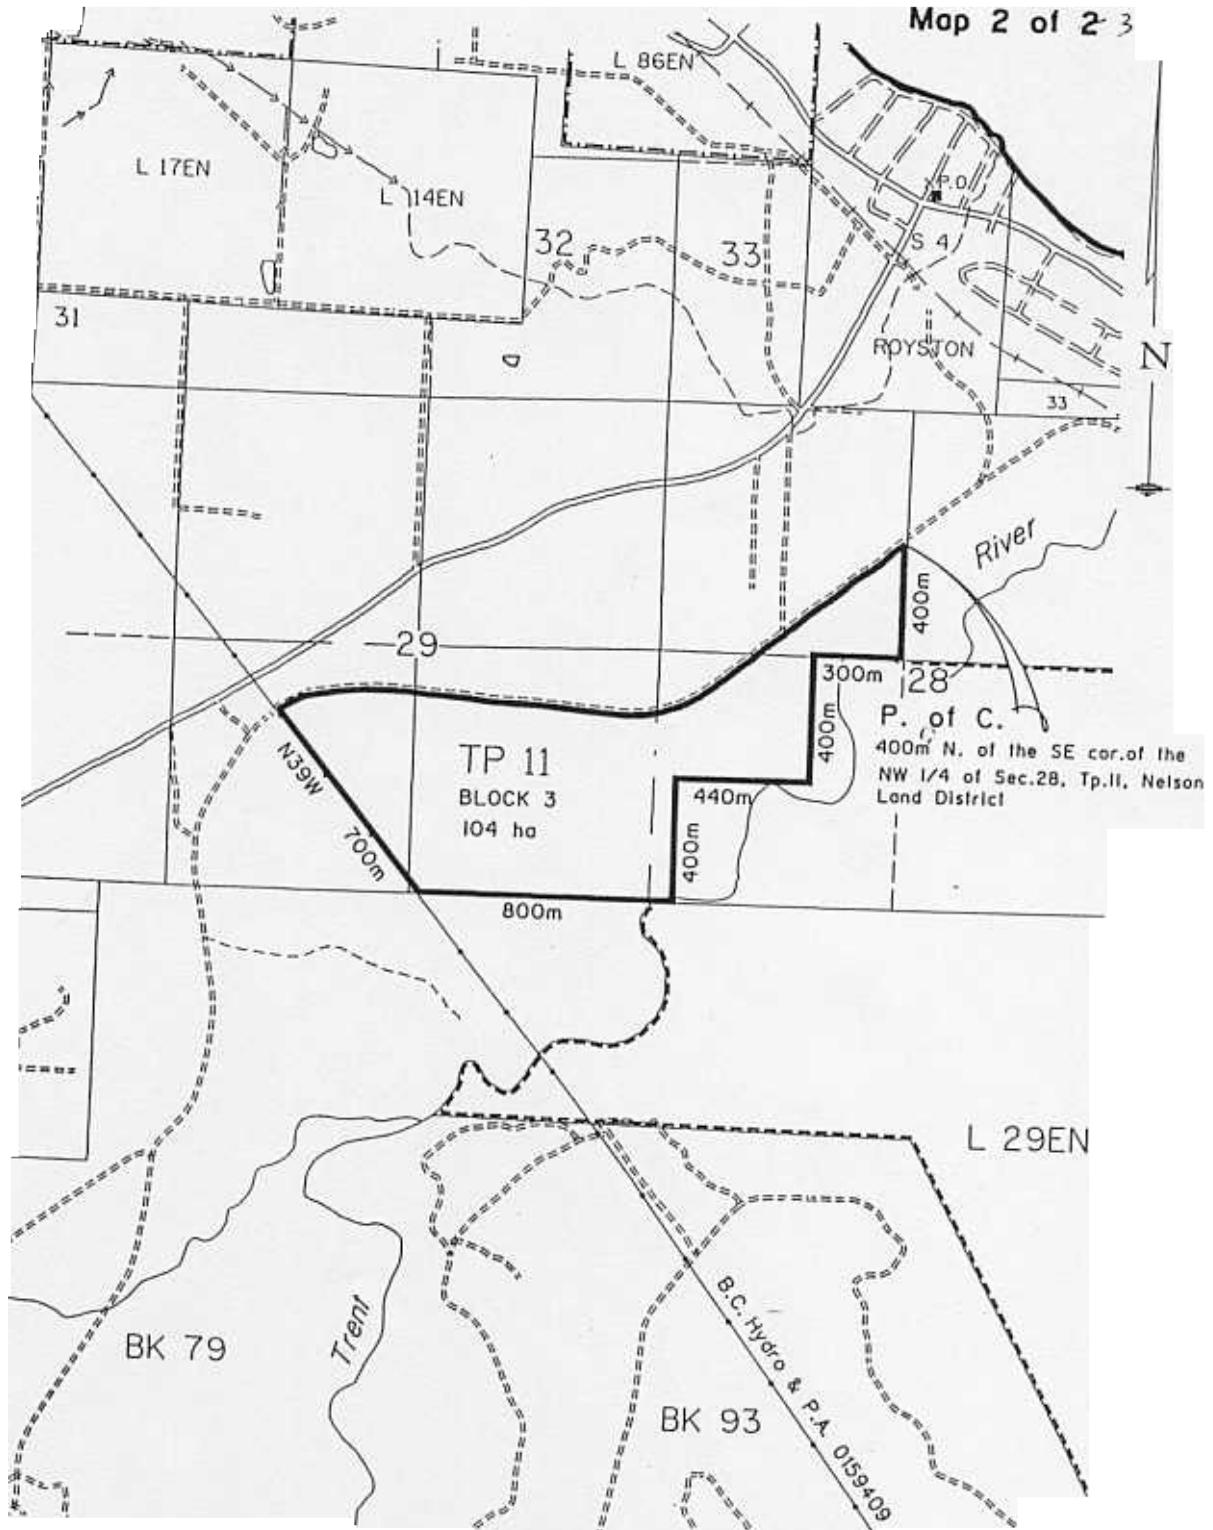 Map 2 of 2 3
L 86EN
L 17EN
L 14EN
P.O.
32
33
S 4
31
ROYSTON
N
33
River
400m
29
300m
28
400m
P. of C.
400m N. of the SE cor. of the
NW 1/4 of Sec.28, Tp.11, Nelson
Land District
N39W
TP 11
BLOCK 3
104 ha
440m
700m
400m
800m
L 29EN
Trent
B.C. Hydro & P.A. 0159409
BK 79
BK 93